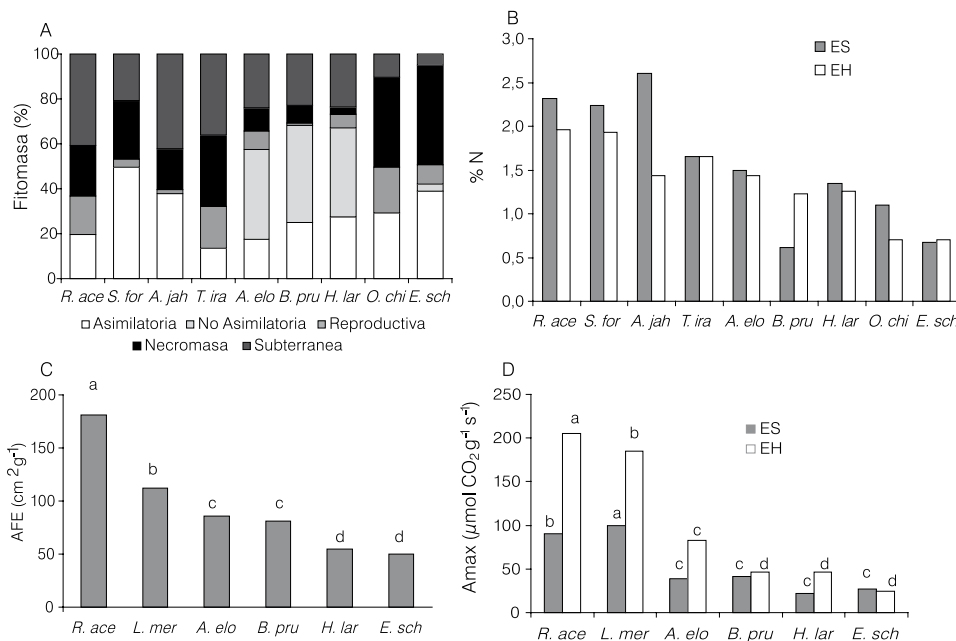 A
Fitomasa (%)
100
80
60
40
20
0
R. ace S. for A. jah T. ira A. elo B. pru H. lar O. chi E. sch
Asimilatoria No Asimilatoria Reproductiva
Necromasa Subterranea
B
% N
3,0
2,5
2,0
1,5
1,0
0,5
0,0
ES
EH
R. ace S. for A. jah T. ira A. elo B. pru H. lar O. chi E. sch
C
AFE (cm ²g⁻¹)
200
150
100
50
0
a
b
c c
d d
R. ace L. mer A. elo B. pru H. lar E. sch
D
Amax (µmol CO₂ g⁻¹ s⁻¹)
250
200
150
100
50
0
ES
EH
b a a b c c c d c d c d
R. ace L. mer A. elo B. pru H. lar E. sch